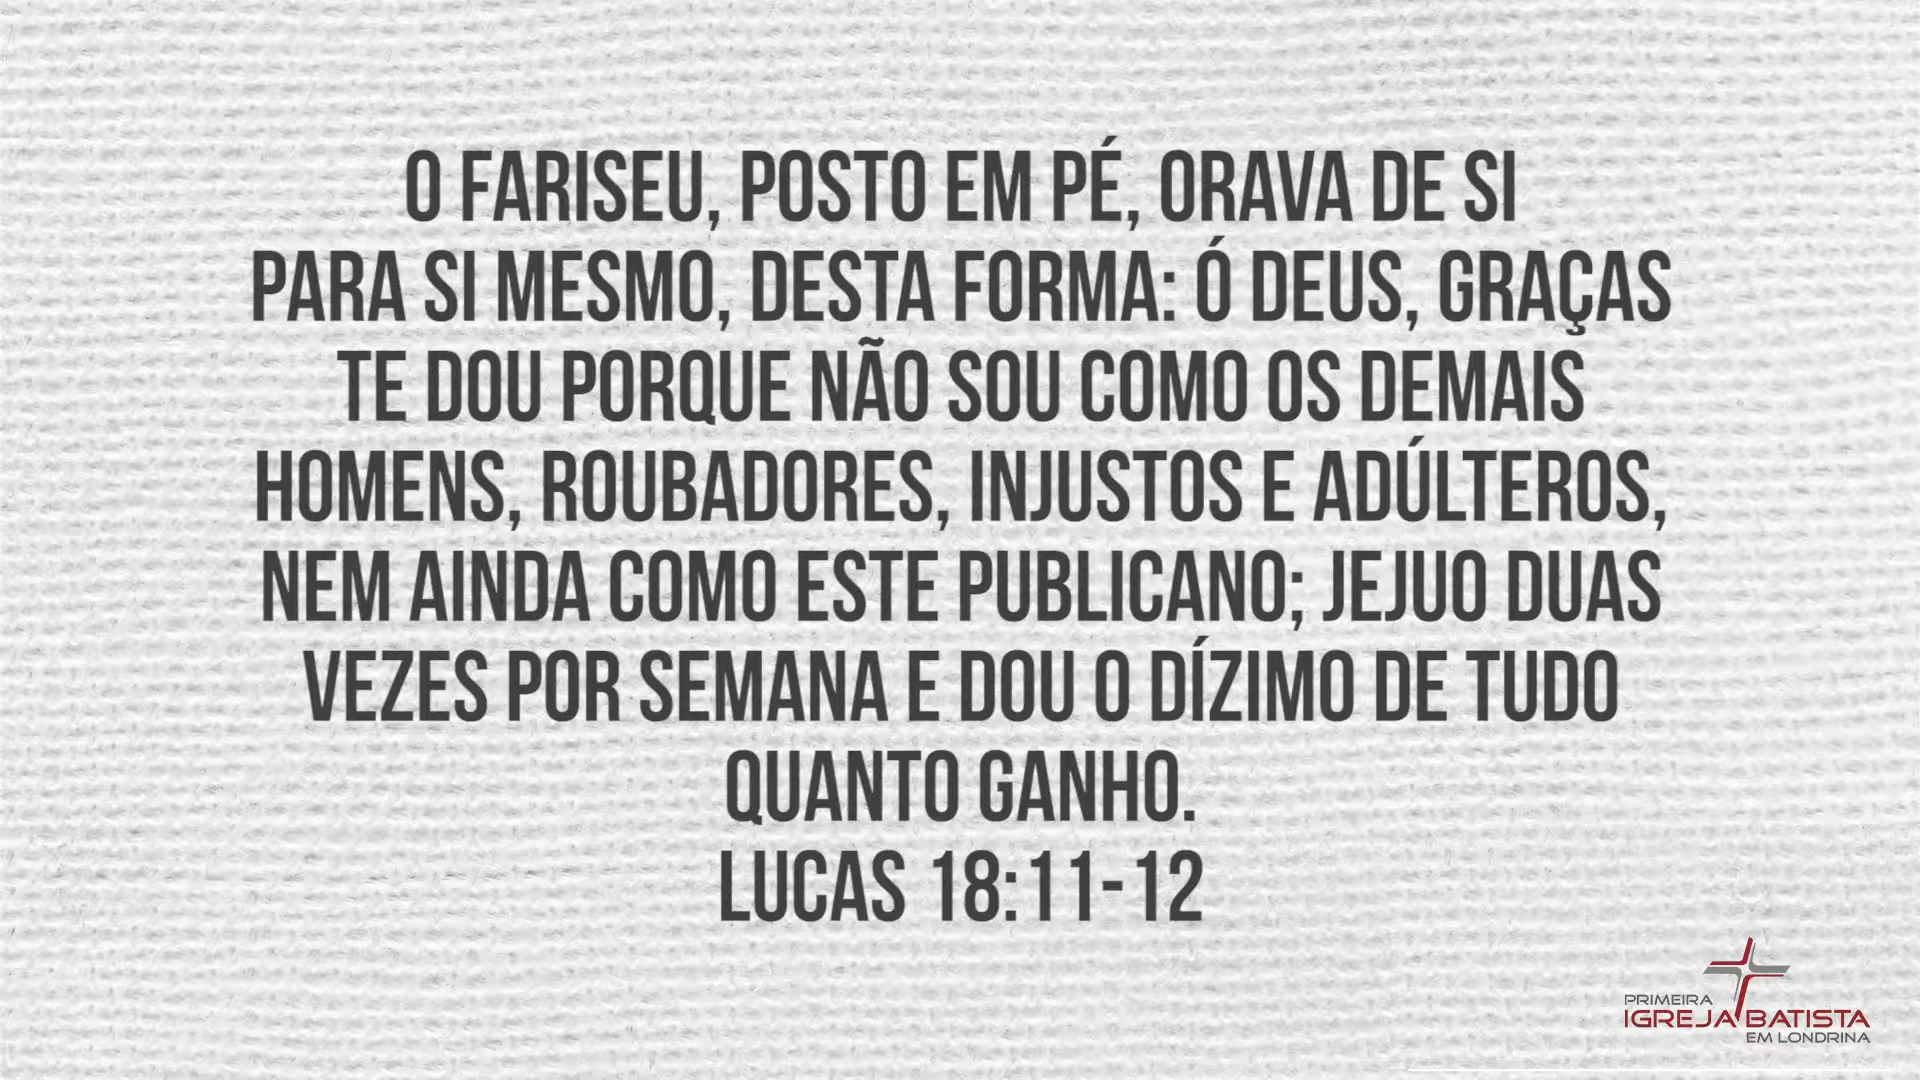 O FARISEU, POSTO EM PÉ, ORAVA DE SI
PARA SI MESMO, DESTA FORMA: Ó DEUS, GRAÇAS
TE DOU PORQUE NÃO SOU COMO OS DEMAIS
HOMENS, ROUBADORES, INJUSTOS E ADÚLTEROS,
NEM AINDA COMO ESTE PUBLICANO; JEJUO DUAS
VEZES POR SEMANA E DOU O DÍZIMO DE TUDO
QUANTO GANHO.
LUCAS 18:11-12
PRIMEIRA
IGREJA BATISTA
EM LONDRINA